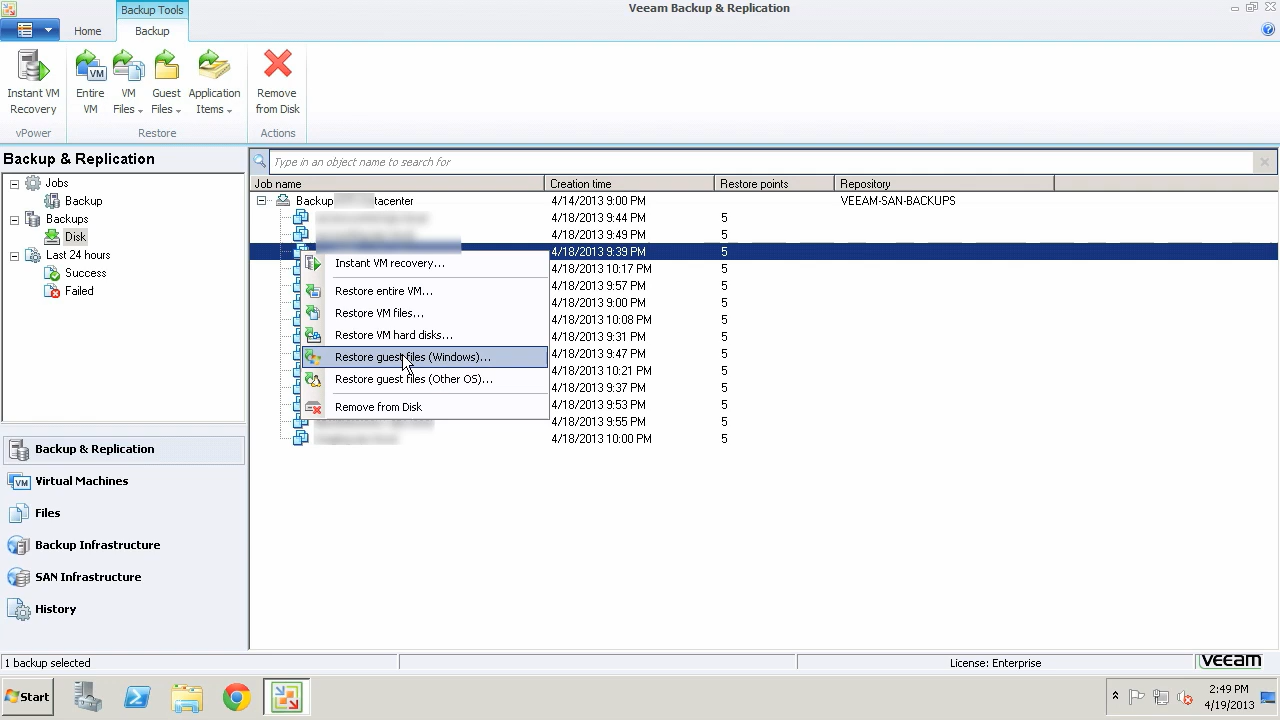 Backup Tools
Veeam Backup & Replication
Home
Backup
Instant VM Recovery
Entire VM
VM Files
Guest Files
Application Items
Remove from Disk
vPower
Restore
Actions
Backup & Replication
Type in an object name to search for
Jobs
Backup
Backups
Disk
Last 24 hours
Success
Failed
Job name Creation time Restore points Repository
Backup tacenter 4/14/2013 9:00 PM VEEAM-SAN-BACKUPS
4/18/2013 9:44 PM 5
4/18/2013 9:49 PM 5
4/18/2013 9:39 PM 5
4/18/2013 10:17 PM 5
4/18/2013 9:57 PM 5
4/18/2013 9:00 PM 5
4/18/2013 10:08 PM 5
4/18/2013 9:31 PM 5
4/18/2013 9:47 PM 5
4/18/2013 10:21 PM 5
4/18/2013 9:37 PM 5
4/18/2013 9:53 PM 5
4/18/2013 9:55 PM 5
4/18/2013 10:00 PM 5
Instant VM recovery...
Restore entire VM...
Restore VM files...
Restore VM hard disks...
Restore guest files (Windows)...
Restore guest files (Other OS)...
Remove from Disk
Backup & Replication
Virtual Machines
Files
Backup Infrastructure
SAN Infrastructure
History
1 backup selected
License: Enterprise
veeam
Start
2:49 PM
4/19/2013